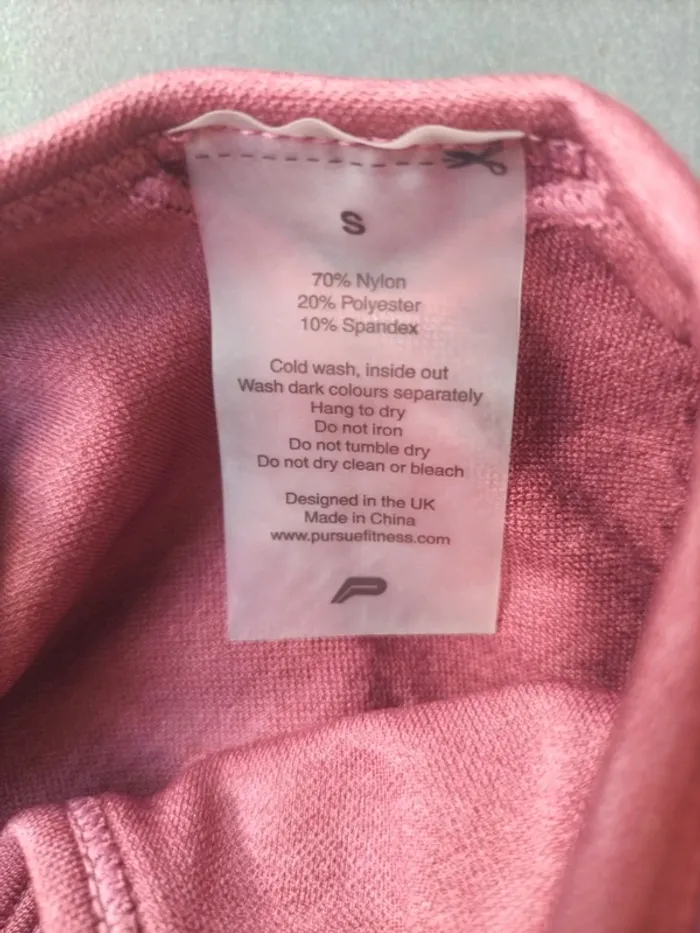 S
70% Nylon
20% Polyester
10% Spandex
Cold wash, inside out
Wash dark colours separately
Hang to dry
Do not iron
Do not tumble dry
Do not dry clean or bleach
Designed in the UK
Made in China
www.pursuefitness.com